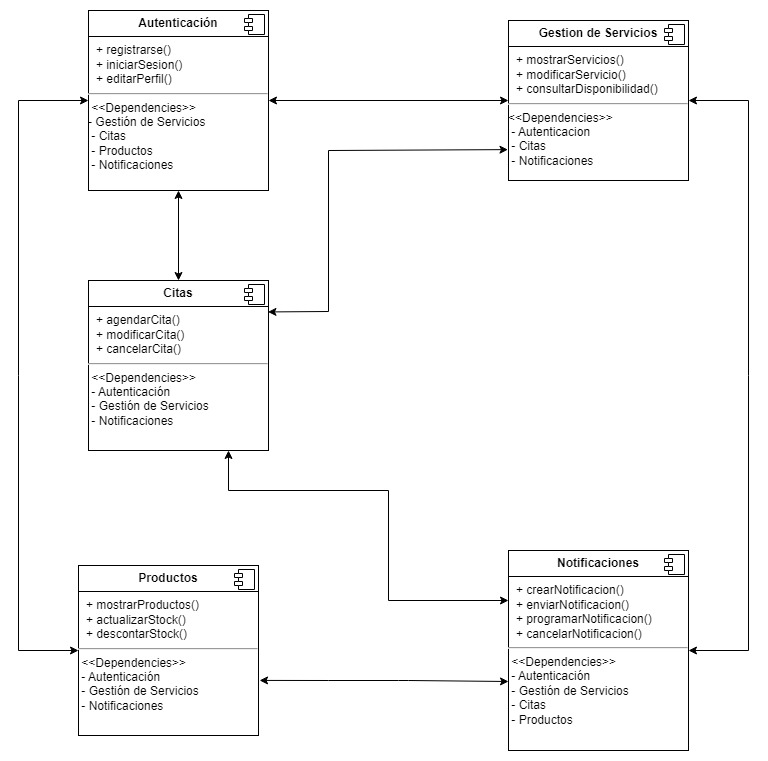 Autenticación
+ registrarse()
+ iniciarSesion()
+ editarPerfil()
<<Dependencies>>
- Gestión de Servicios
- Citas
- Productos
- Notificaciones
Gestion de Servicios
+ mostrarServicios()
+ modificarServicio()
+ consultarDisponibilidad()
<<Dependencies>>
- Autenticacion
- Citas
- Notificaciones
Citas
+ agendarCita()
+ modificarCita()
+ cancelarCita()
<<Dependencies>>
- Autenticación
- Gestión de Servicios
- Notificaciones
Productos
+ mostrarProductos()
+ actualizarStock()
+ descontarStock()
<<Dependencies>>
- Autenticación
- Gestión de Servicios
- Notificaciones
Notificaciones
+ crearNotificacion()
+ enviarNotificacion()
+ programarNotificacion()
+ cancelarNotificacion()
<<Dependencies>>
- Autenticación
- Gestión de Servicios
- Citas
- Productos